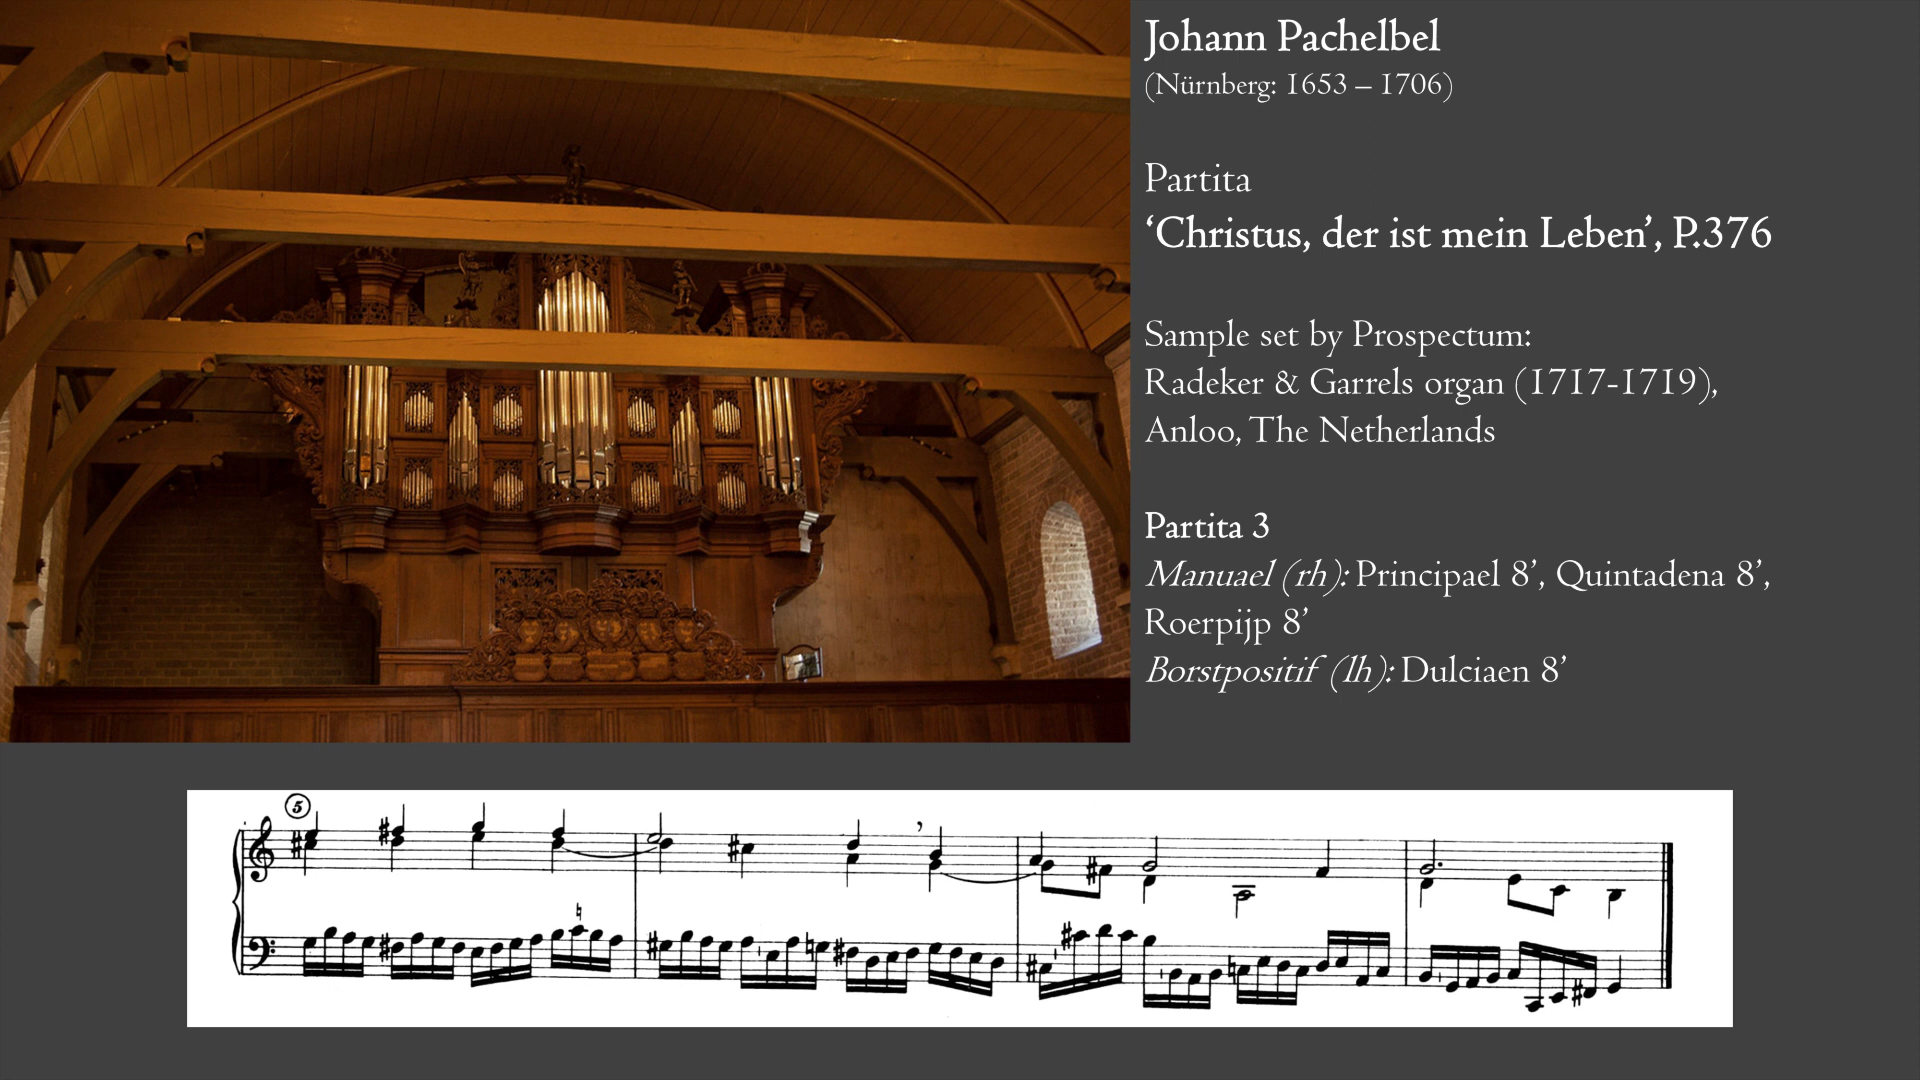 Johann Pachelbel
(Nürnberg: 1653 – 1706)
Partita
‘Christus, der ist mein Leben’, P.376
Sample set by Prospectum:
Radeker & Garrels organ (1717-1719),
Anloo, The Netherlands
Partita 3
Manuael (rh): Principael 8’, Quintadena 8’,
Roerpijp 8’
Borstpositif (lh): Dulciaen 8’
5